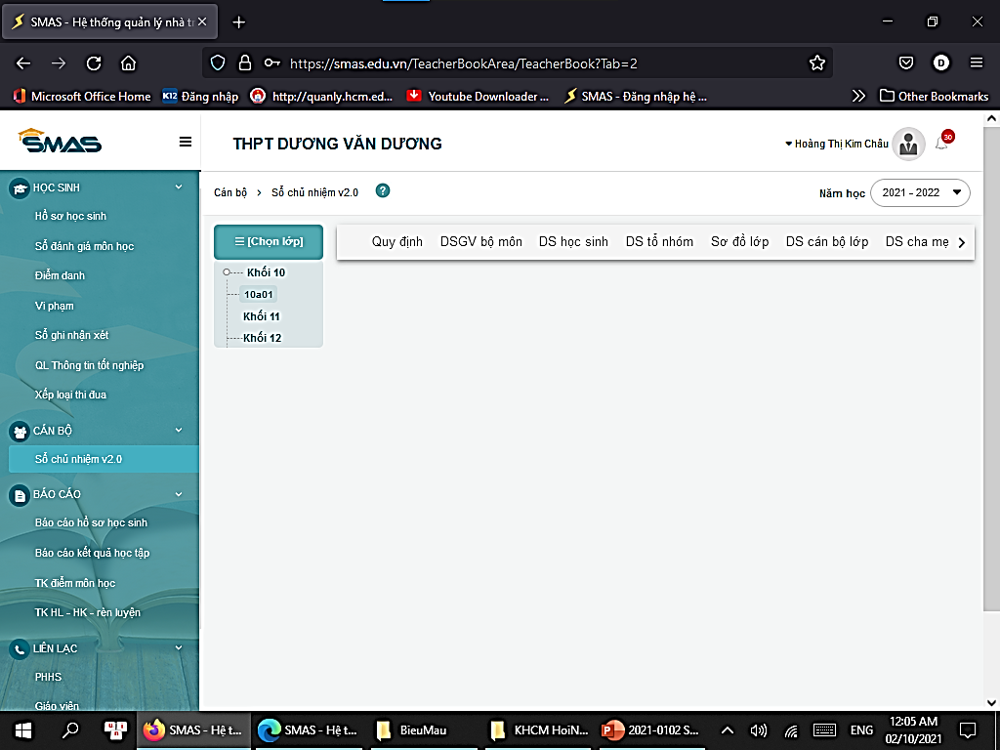 SMAS - Hệ thống quản lý nhà tr
https://smas.edu.vn/TeacherBookArea/TeacherBook?Tab=2
D
Microsoft Office Home
K12 Đăng nhập
http://quanly.hcm.ed...
Youtube Downloader ...
SMAS - Đăng nhập hệ ...
Other Bookmarks
SMAS
THPT DƯƠNG VĂN DƯƠNG
Hoàng Thị Kim Châu
30
Cán bộ > Sổ chủ nhiệm v2.0 ?
Năm học 2021 - 2022
HỌC SINH
Hồ sơ học sinh
Sổ đánh giá môn học
Điểm danh
Vi phạm
Sổ ghi nhận xét
QL Thông tin tốt nghiệp
Xếp loại thi đua
CÁN BỘ
Sổ chủ nhiệm v2.0
BÁO CÁO
Báo cáo hồ sơ học sinh
Báo cáo kết quả học tập
TK điểm môn học
TK HL - HK - rèn luyện
LIÊN LẠC
PHHS
Giáo viên
[Chọn lớp]
Khối 10
10a01
Khối 11
Khối 12
Quy định DSGV bộ môn DS học sinh DS tổ nhóm Sơ đồ lớp DS cán bộ lớp DS cha mẹ
SMAS - Hệ t...
SMAS - Hệ t...
BieuMau
KHCM HoiN...
2021-0102 S...
ENG
12:05 AM
02/10/2021